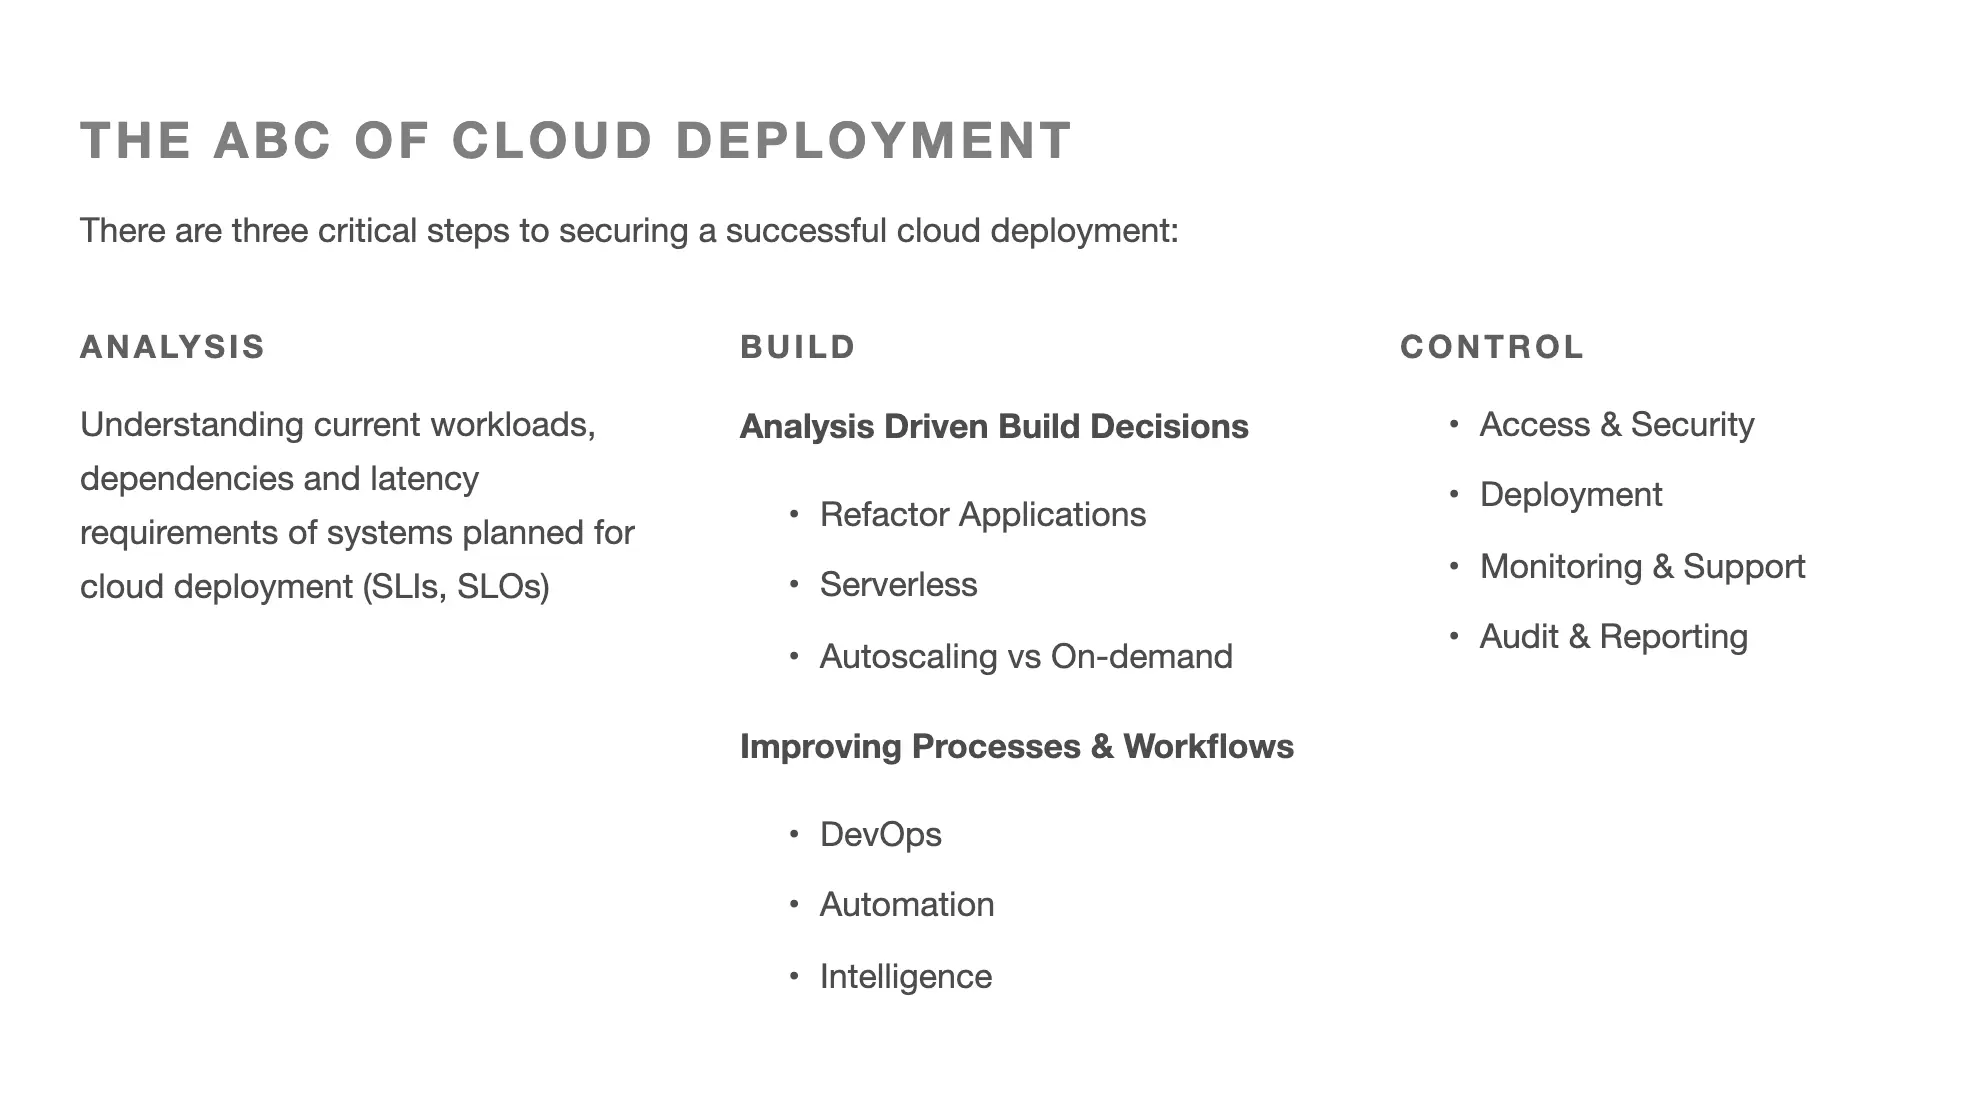 THE ABC OF CLOUD DEPLOYMENT
There are three critical steps to securing a successful cloud deployment:
ANALYSIS
Understanding current workloads,
dependencies and latency
requirements of systems planned for
cloud deployment (SLIs, SLOs)
BUILD
Analysis Driven Build Decisions
• Refactor Applications
• Serverless
• Autoscaling vs On-demand
Improving Processes & Workflows
• DevOps
• Automation
• Intelligence
CONTROL
• Access & Security
• Deployment
• Monitoring & Support
• Audit & Reporting